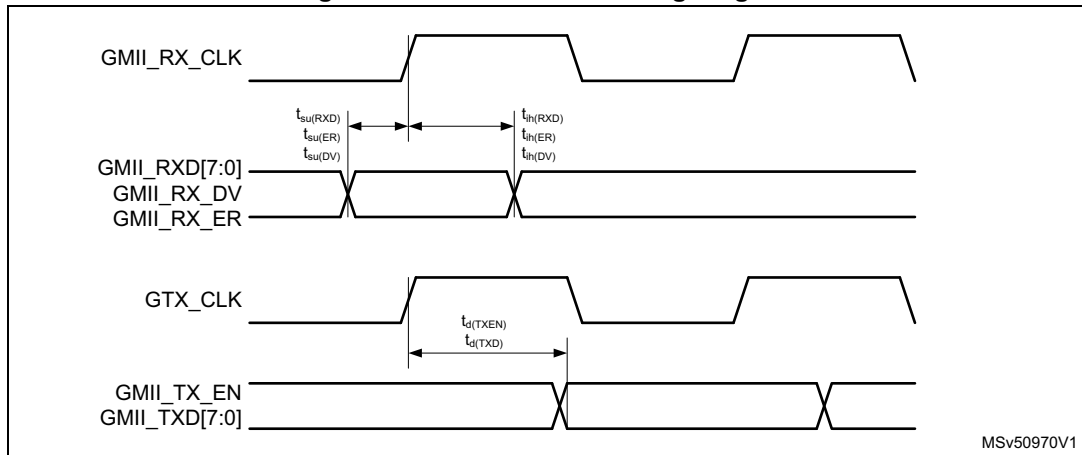 GMII_RX_CLK
tsu(RXD)
tsu(ER)
tsu(DV)
tih(RXD)
tih(ER)
tih(DV)
GMII_RXD[7:0]
GMII_RX_DV
GMII_RX_ER
GTX_CLK
td(TXEN)
td(TXD)
GMII_TX_EN
GMII_TXD[7:0]
MSv50970V1